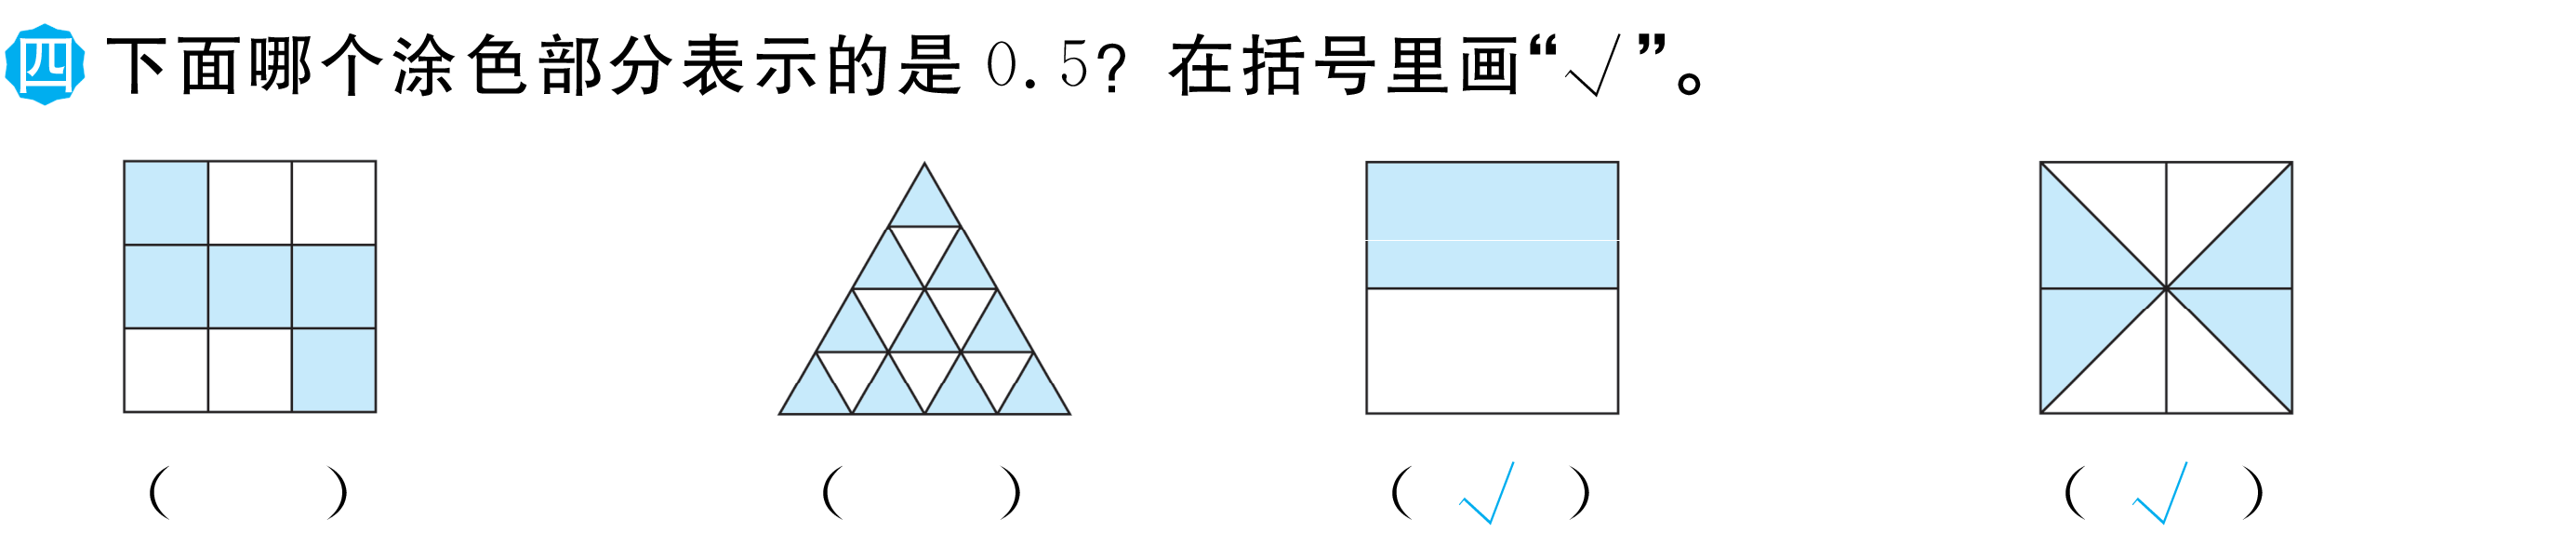 四 下面哪个涂色部分表示的是 0.5? 在括号里画“√”。
( ) ( ) ( √ ) ( √ )